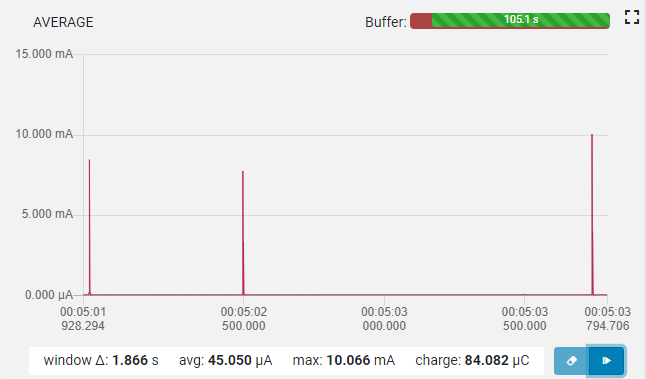 AVERAGE
Buffer: 105.1 s
15.000 mA
10.000 mA
5.000 mA
0.000 µA
00:05:01 00:05:02 00:05:03 00:05:03 00:05:03
928.294 500.000 000.000 500.000 794.706
window Δ: 1.866 s avg: 45.050 µA max: 10.066 mA charge: 84.082 µC